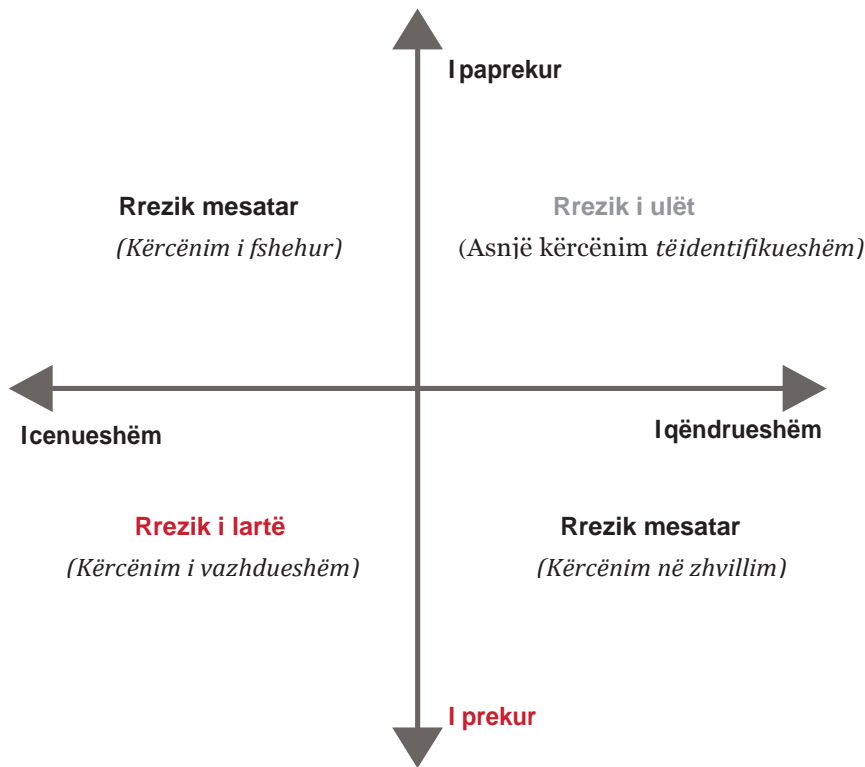 I paprekur
Rrezik mesatar
(Kërcënim i fshehur)
Rrezik i ulët
(Asnjë kërcënim tëidentifikueshëm)
Icenueshëm
Iqëndrueshëm
Rrezik i lartë
(Kërcënim i vazhdueshëm)
Rrezik mesatar
(Kërcënim në zhvillim)
I prekur